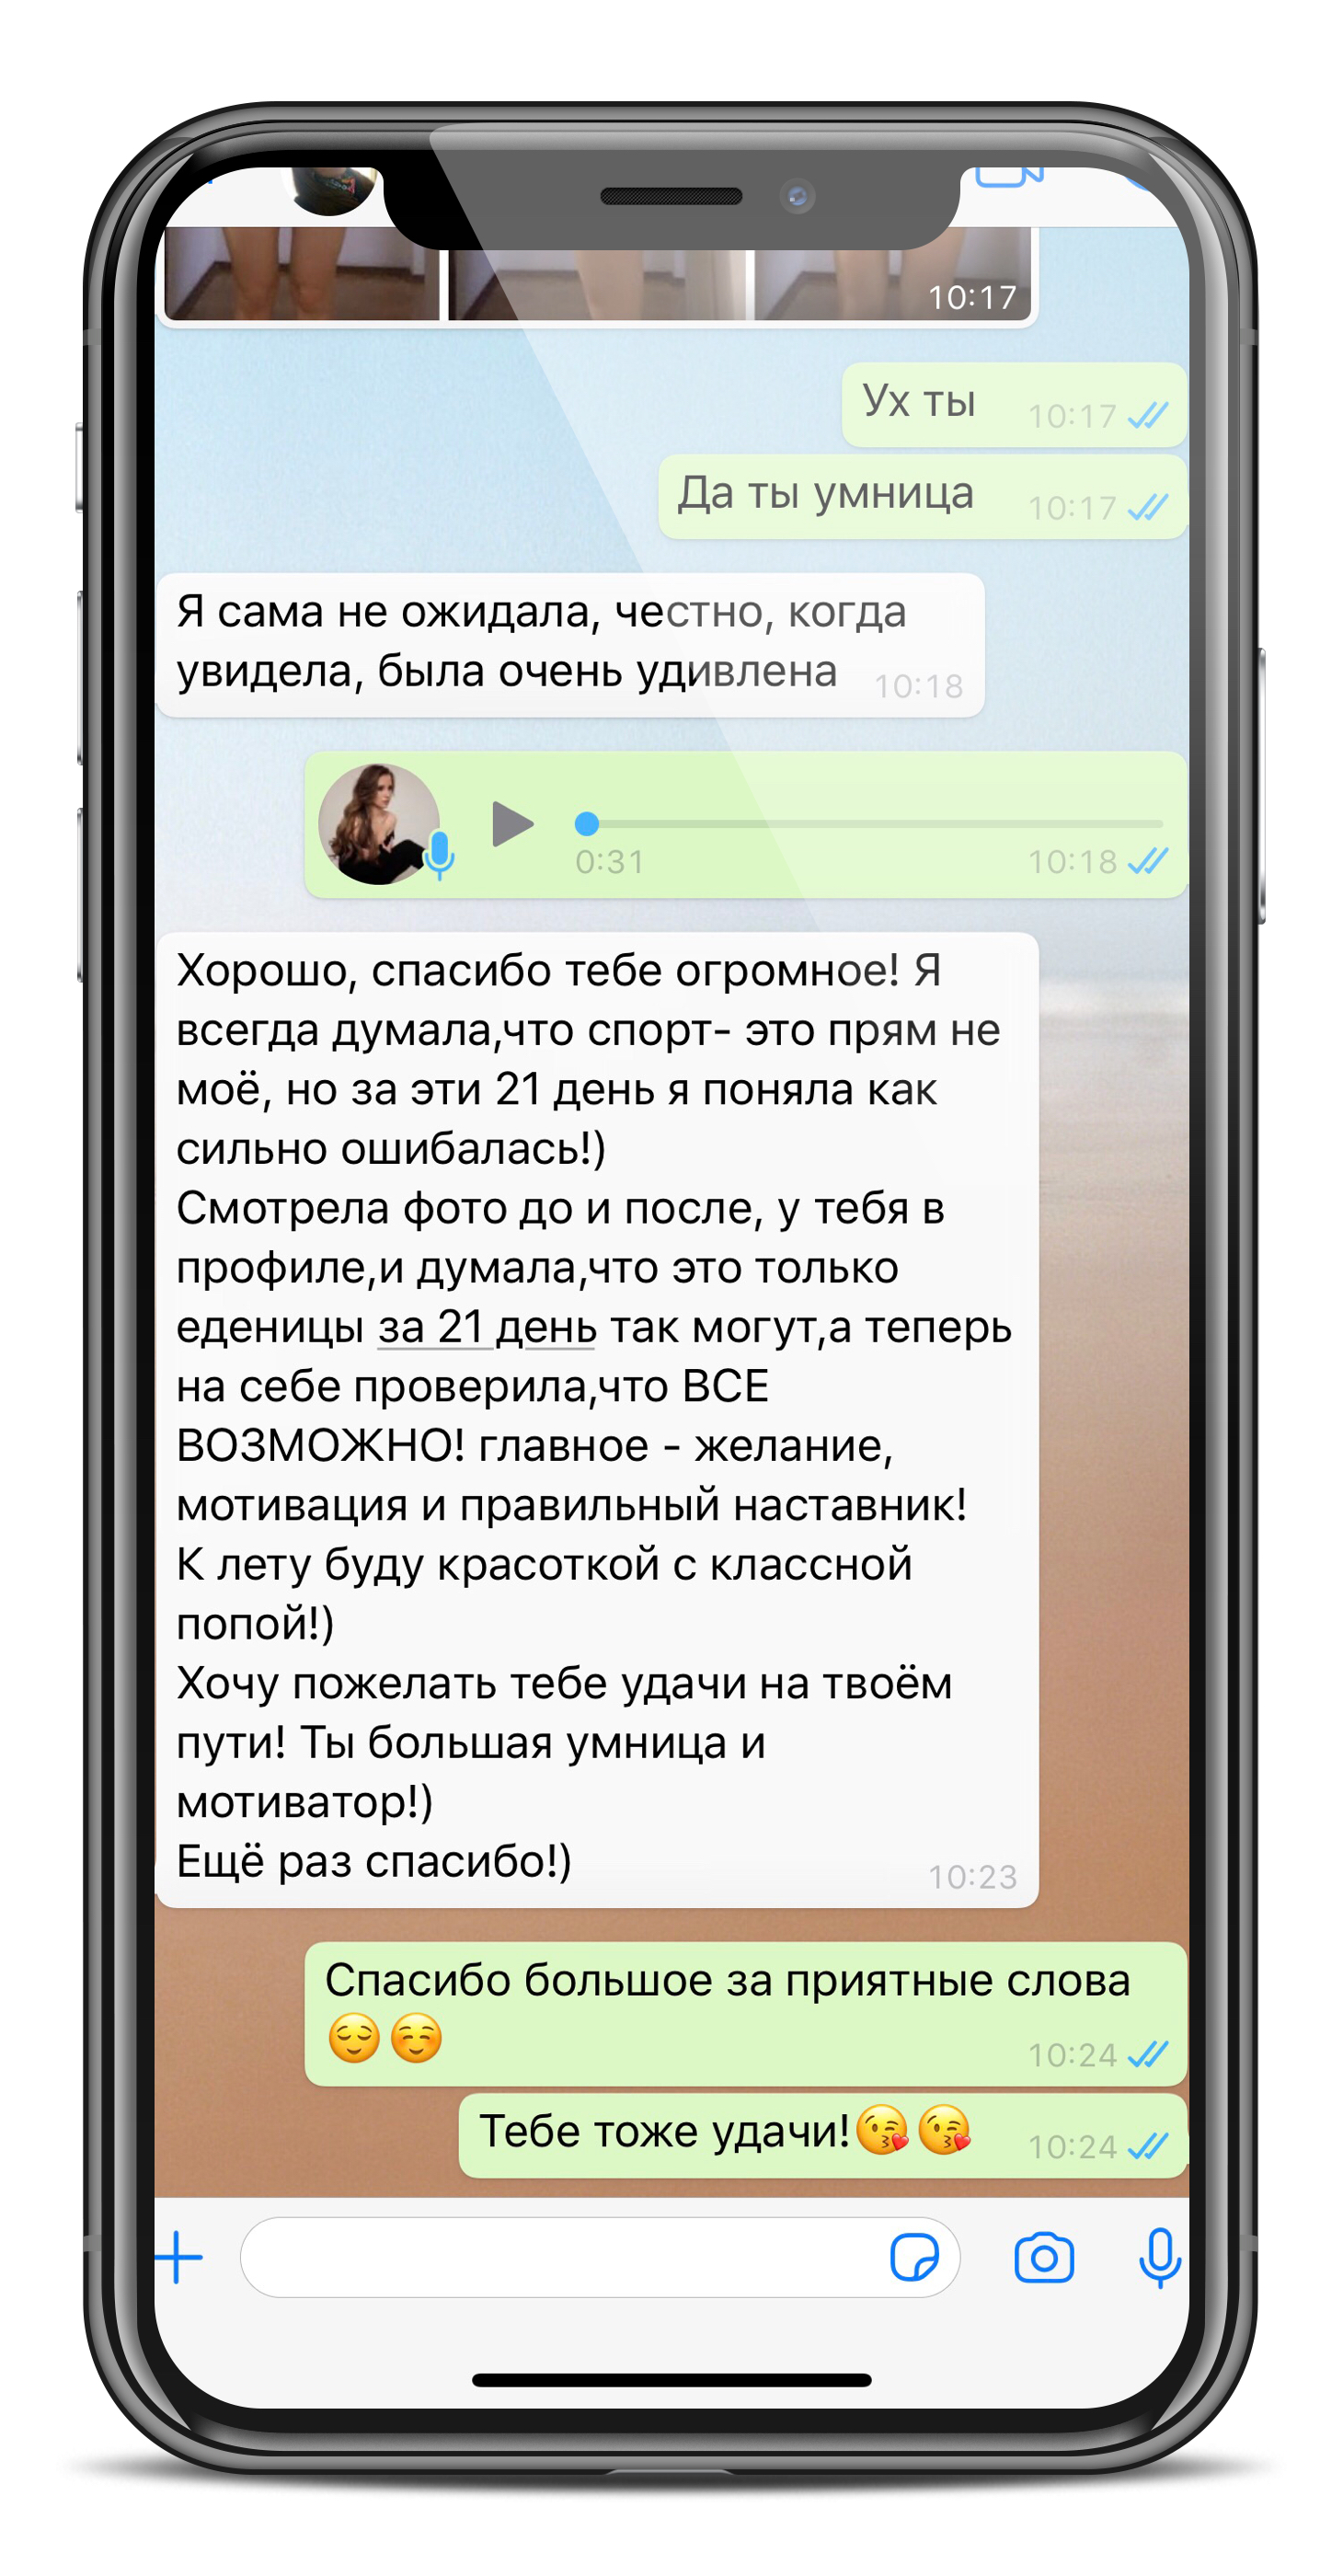 10:17
Ух ты 10:17
Да ты умница 10:17
Я сама не ожидала, честно, когда
увидела, была очень удивлена 10:18
0:31 10:18
Хорошо, спасибо тебе огромное! Я
всегда думала,что спорт- это прям не
моё, но за эти 21 день я поняла как
сильно ошибалась!)
Смотрела фото до и после, у тебя в
профиле,и думала,что это только
еденицы за 21 день так могут,а теперь
на себе проверила,что ВСЕ
ВОЗМОЖНО! главное - желание,
мотивация и правильный наставник!
К лету буду красоткой с классной
попой!)
Хочу пожелать тебе удачи на твоём
пути! Ты большая умница и
мотиватор!)
Ещё раз спасибо!) 10:23
Спасибо большое за приятные слова
😌☺️ 10:24
Тебе тоже удачи!😘😘 10:24